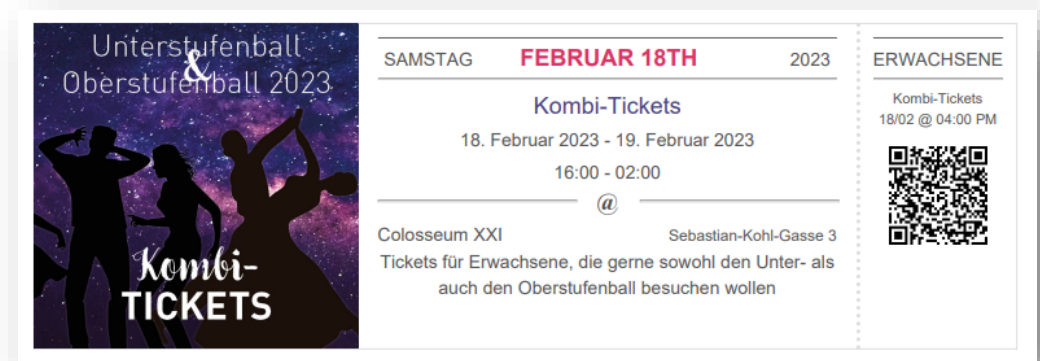 Unterstufenball
&
Oberstufenball 2023
Kombi-
TICKETS
SAMSTAG FEBRUAR 18TH 2023
Kombi-Tickets
18. Februar 2023 - 19. Februar 2023
16:00 - 02:00
@
Colosseum XXI Sebastian-Kohl-Gasse 3
Tickets für Erwachsene, die gerne sowohl den Unter- als
auch den Oberstufenball besuchen wollen
ERWACHSENE
Kombi-Tickets
18/02 @ 04:00 PM